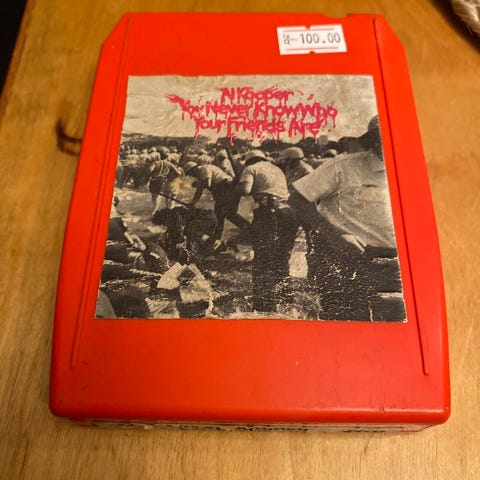 100.00
Al Kooper
You Never Know Who
Your Friends Are